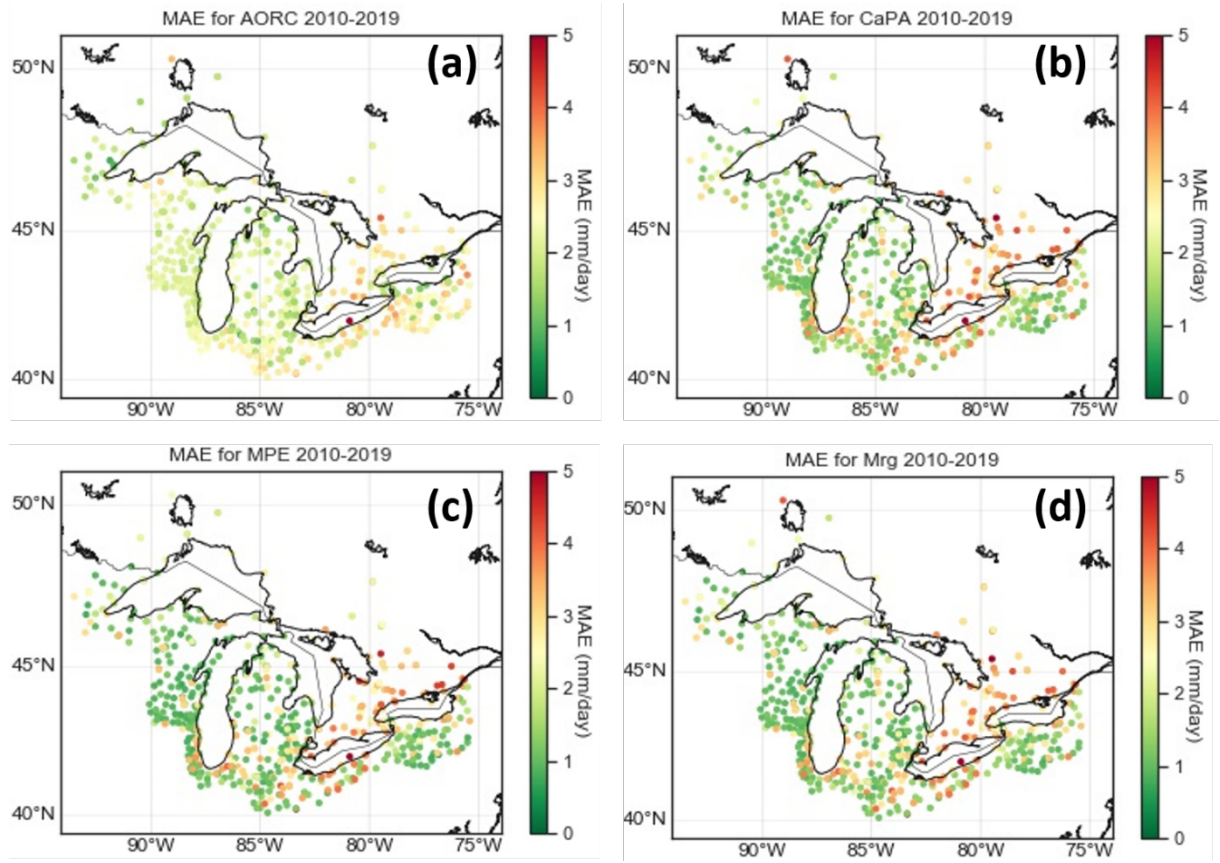 MAE for AORC 2010-2019
(a)
50°N
45°N
40°N
90°W 85°W 80°W 75°W
5
4
3
2
1
0
MAE (mm/day)
MAE for CaPA 2010-2019
(b)
50°N
45°N
40°N
90°W 85°W 80°W 75°W
5
4
3
2
1
0
MAE (mm/day)
MAE for MPE 2010-2019
(c)
50°N
45°N
40°N
90°W 85°W 80°W 75°W
5
4
3
2
1
0
MAE (mm/day)
MAE for Mrg 2010-2019
(d)
50°N
45°N
40°N
90°W 85°W 80°W 75°W
5
4
3
2
1
0
MAE (mm/day)